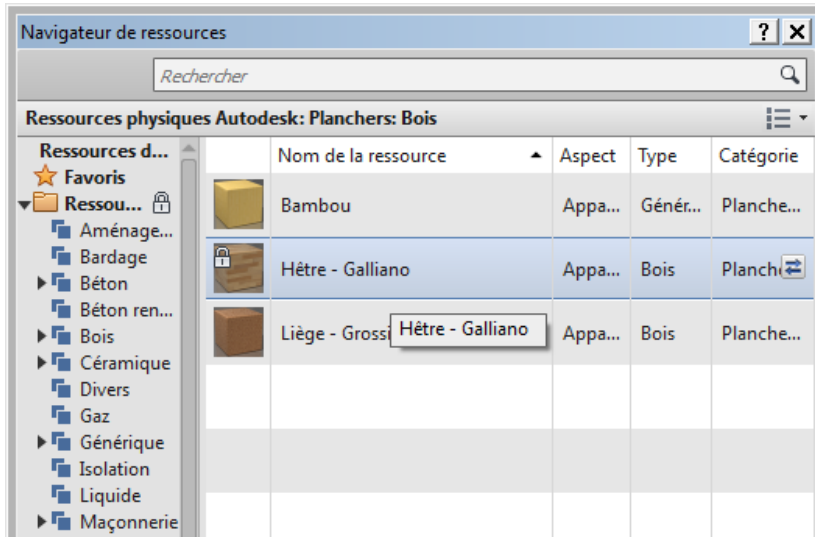 Navigateur de ressources
?
Rechercher
Ressources physiques Autodesk: Planchers: Bois
Ressources d...
Favoris
Ressou...
Aménage...
Bardage
Béton
Béton ren...
Bois
Céramique
Divers
Gaz
Générique
Isolation
Liquide
Maçonnerie
Nom de la ressource Aspect Type Catégorie
Bambou Appa... Génér... Planche...
Hêtre - Galliano Appa... Bois Planch
Liège - Grossi Appa... Bois Planche...
Hêtre - Galliano